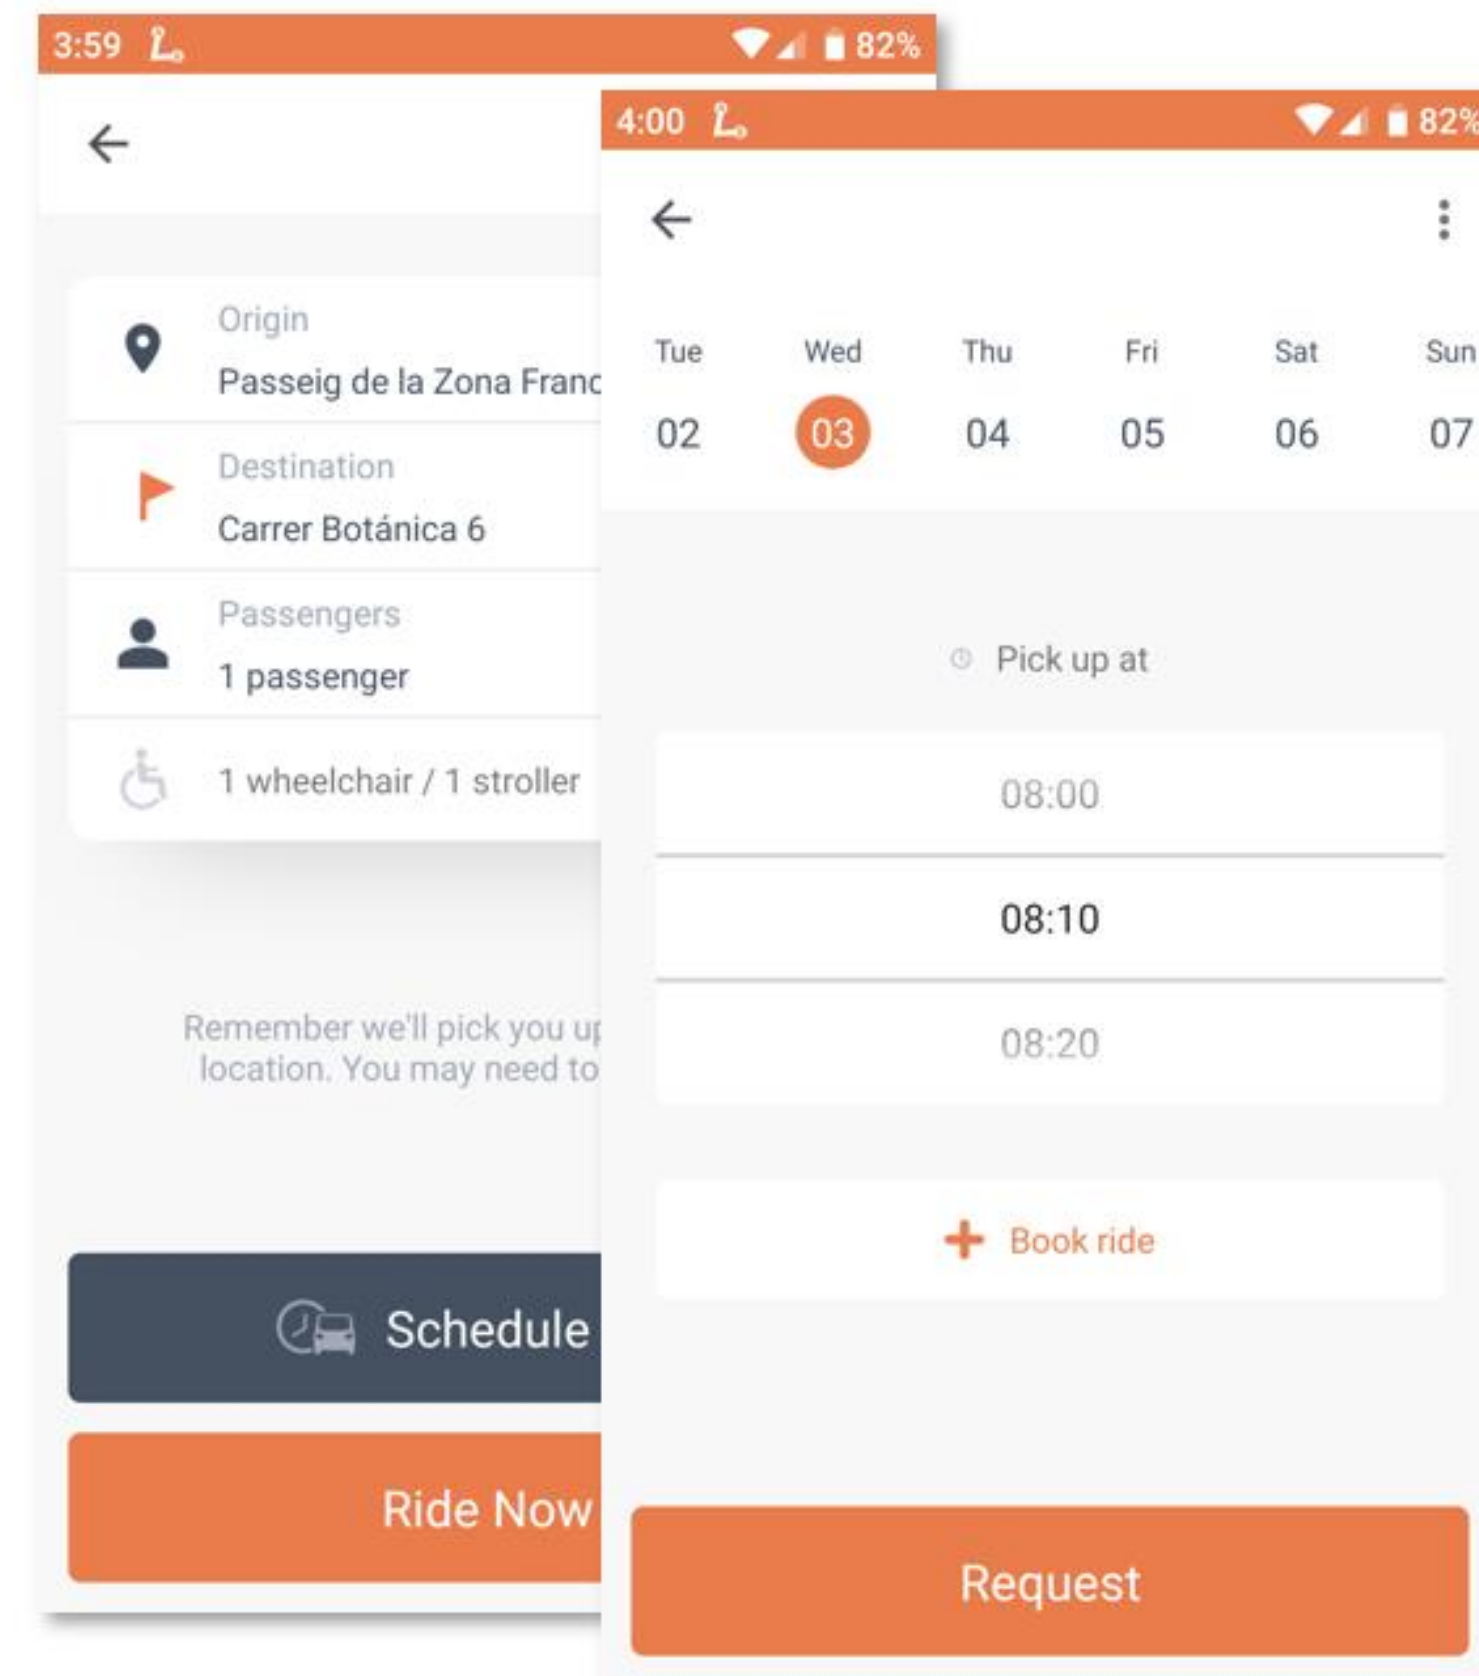 3:59
82%
Origin
Passeig de la Zona Franc
Destination
Carrer Botánica 6
Passengers
1 passenger
1 wheelchair / 1 stroller
Remember we'll pick you up
location. You may need to
Schedule
Ride Now
4:00
82%
Tue Wed Thu Fri Sat Sun
02 03 04 05 06 07
Pick up at
08:00
08:10
08:20
Book ride
Request